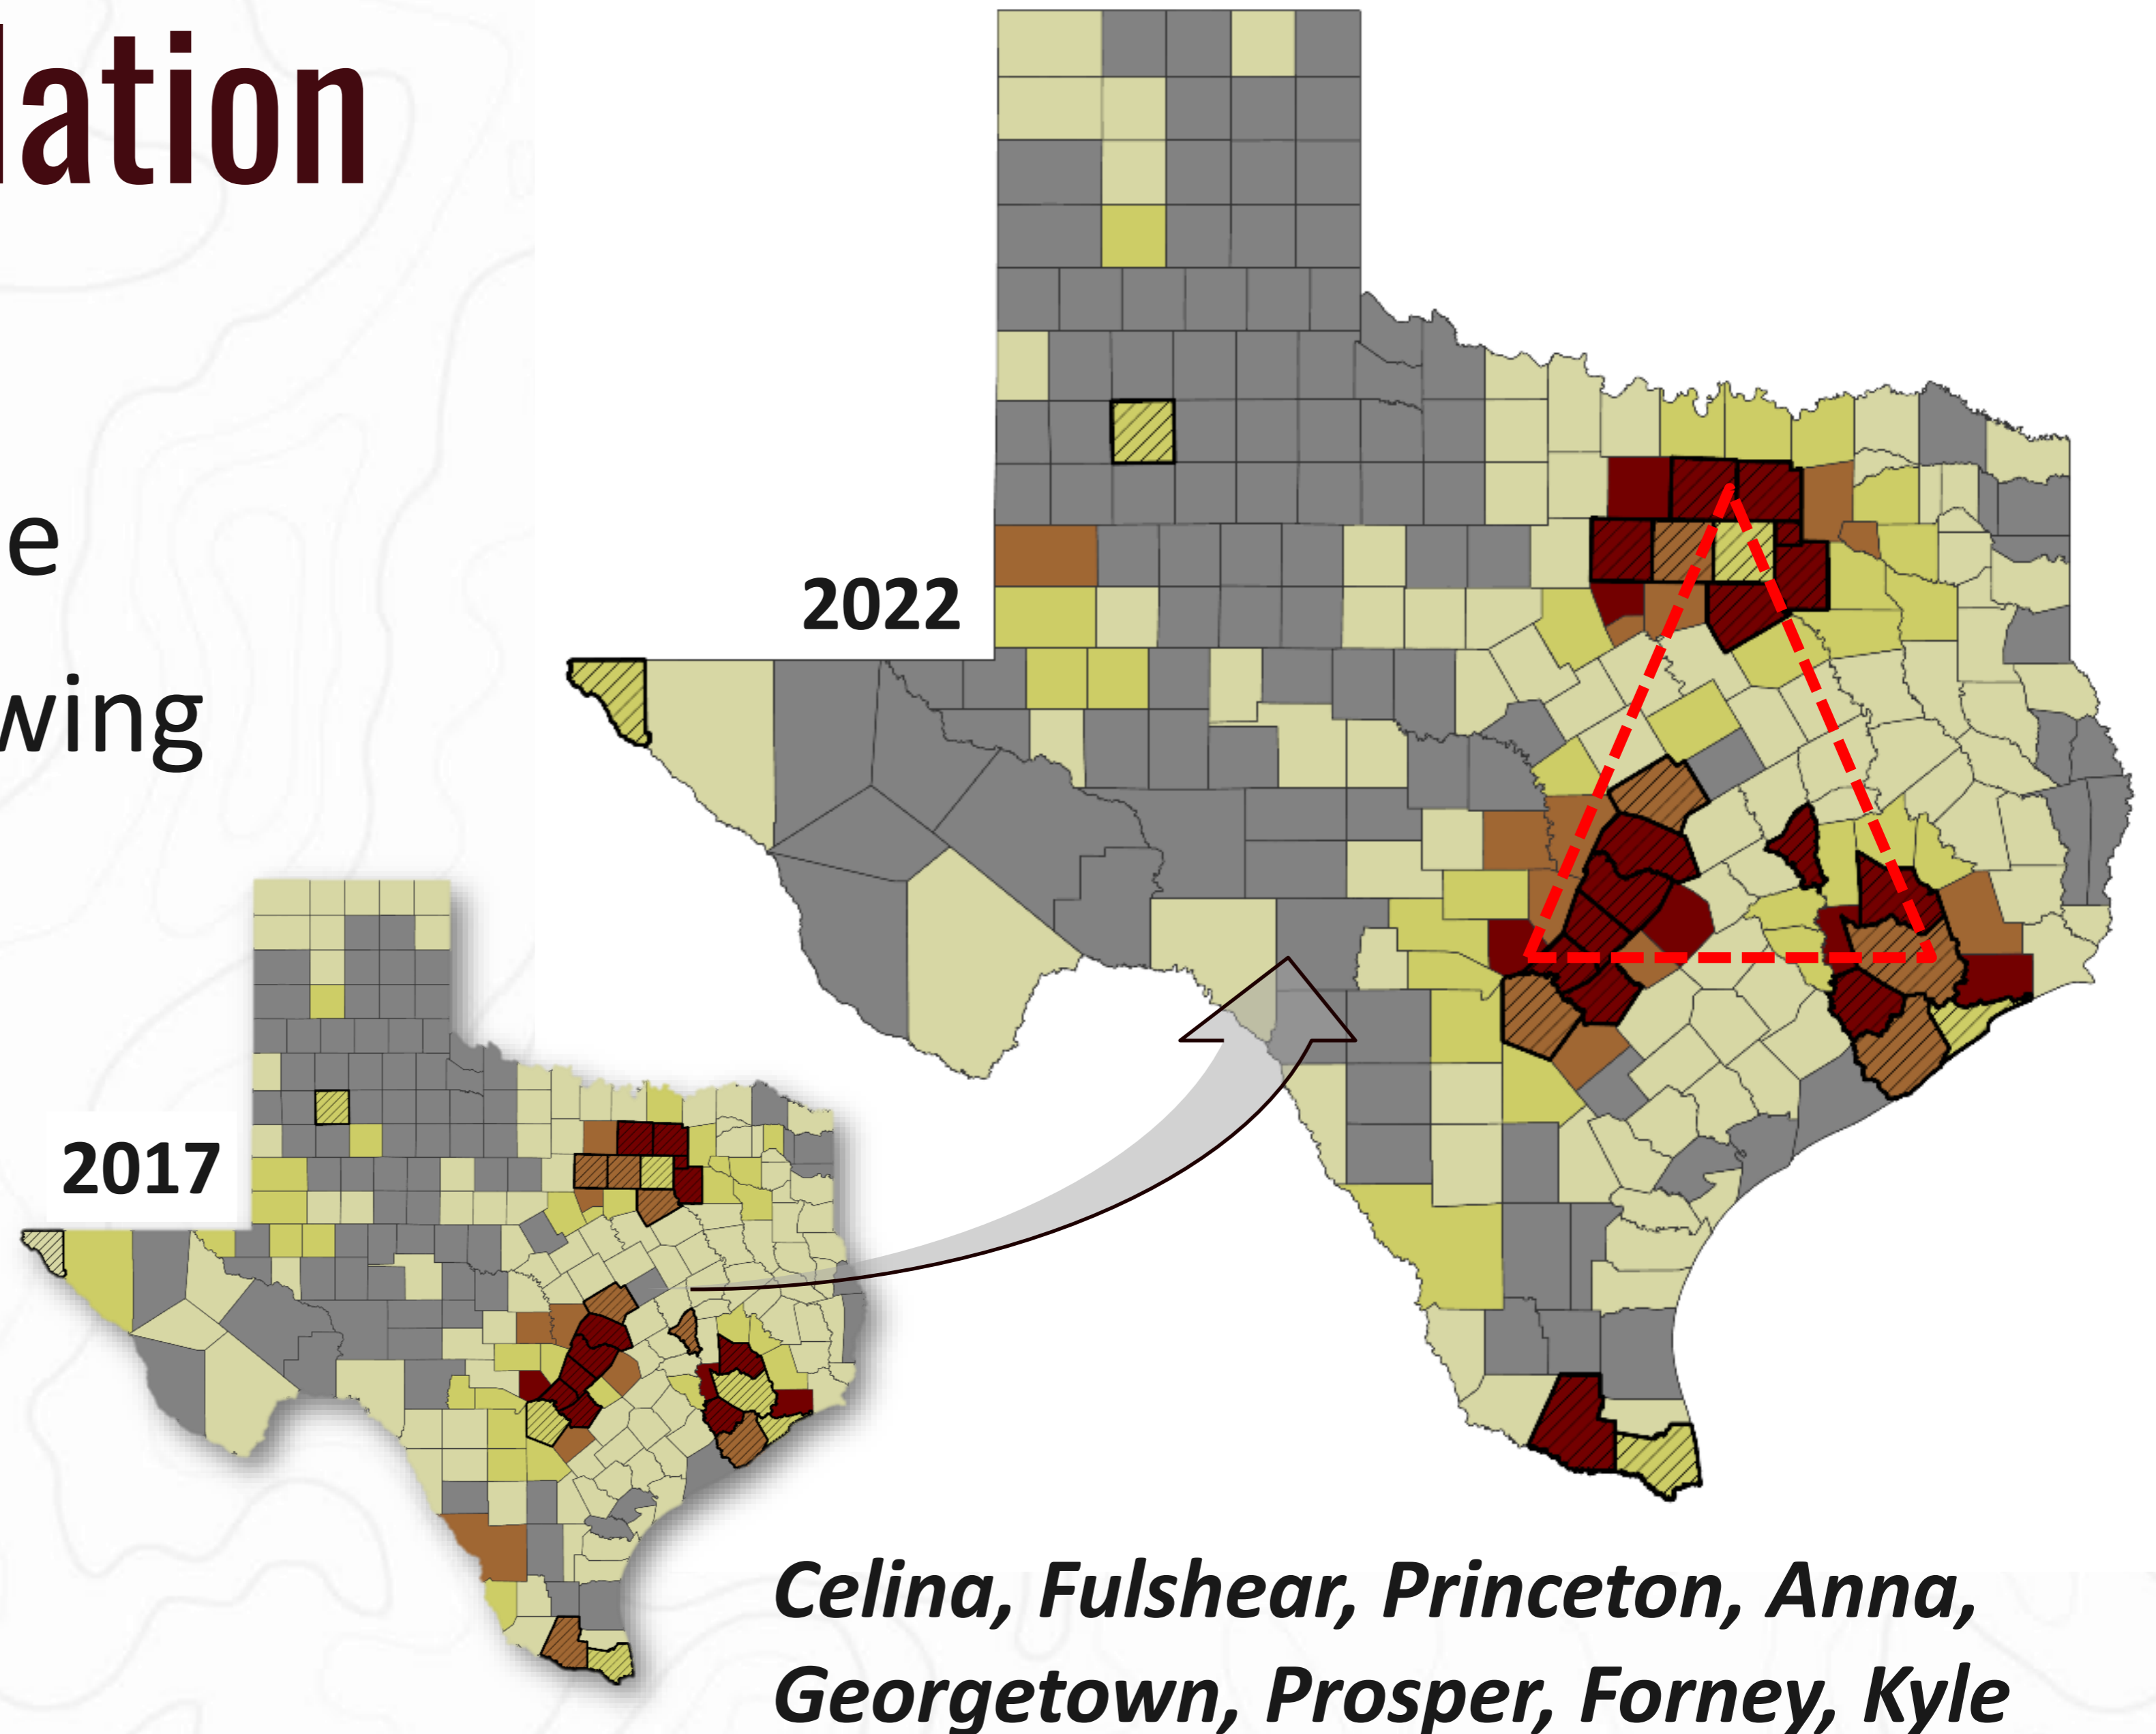 lation
e
wing
2022
2017
Celina, Fulshear, Princeton, Anna,
Georgetown, Prosper, Forney, Kyle